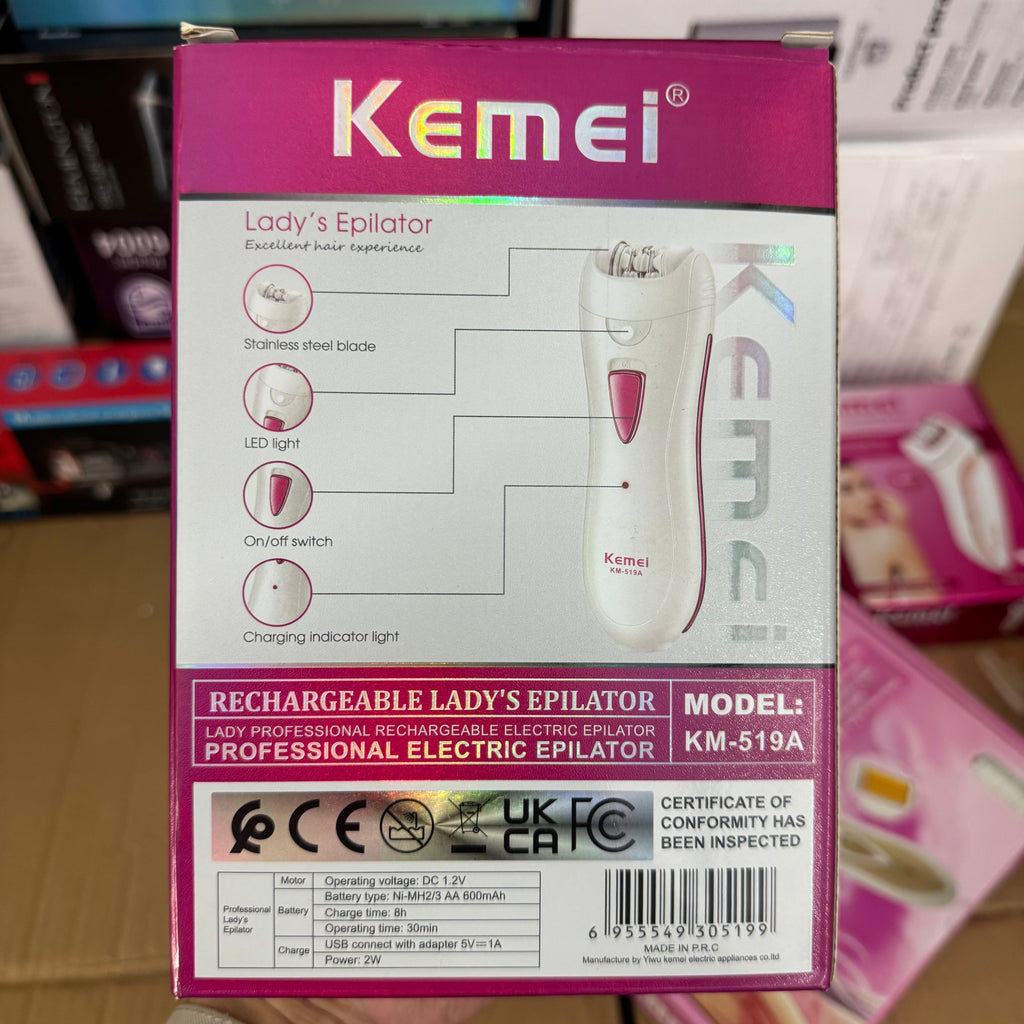 Kemei®
Lady's Epilator
Excellent hair experience
Stainless steel blade
LED light
On/off switch
Charging indicator light
Kemei
KM-519A
Kemei
RECHARGEABLE LADY'S EPILATOR
LADY PROFESSIONAL RECHARGEABLE ELECTRIC EPILATOR
PROFESSIONAL ELECTRIC EPILATOR
MODEL:
KM-519A
CE
UK
CA
FC
CERTIFICATE OF
CONFORMITY HAS
BEEN INSPECTED
Professional
Lady's
Epilator
Motor
Operating voltage: DC 1.2V
Battery
Battery type: Ni-MH2/3 AA 600mAh
Charge time: 8h
Operating time: 30min
Charge
USB connect with adapter 5V⎓1A
Power: 2W
6 955549 305199
MADE IN P.R.C
Manufacture by Yiwu kemei electric appliances co.ltd
REMINGTON
Kemei